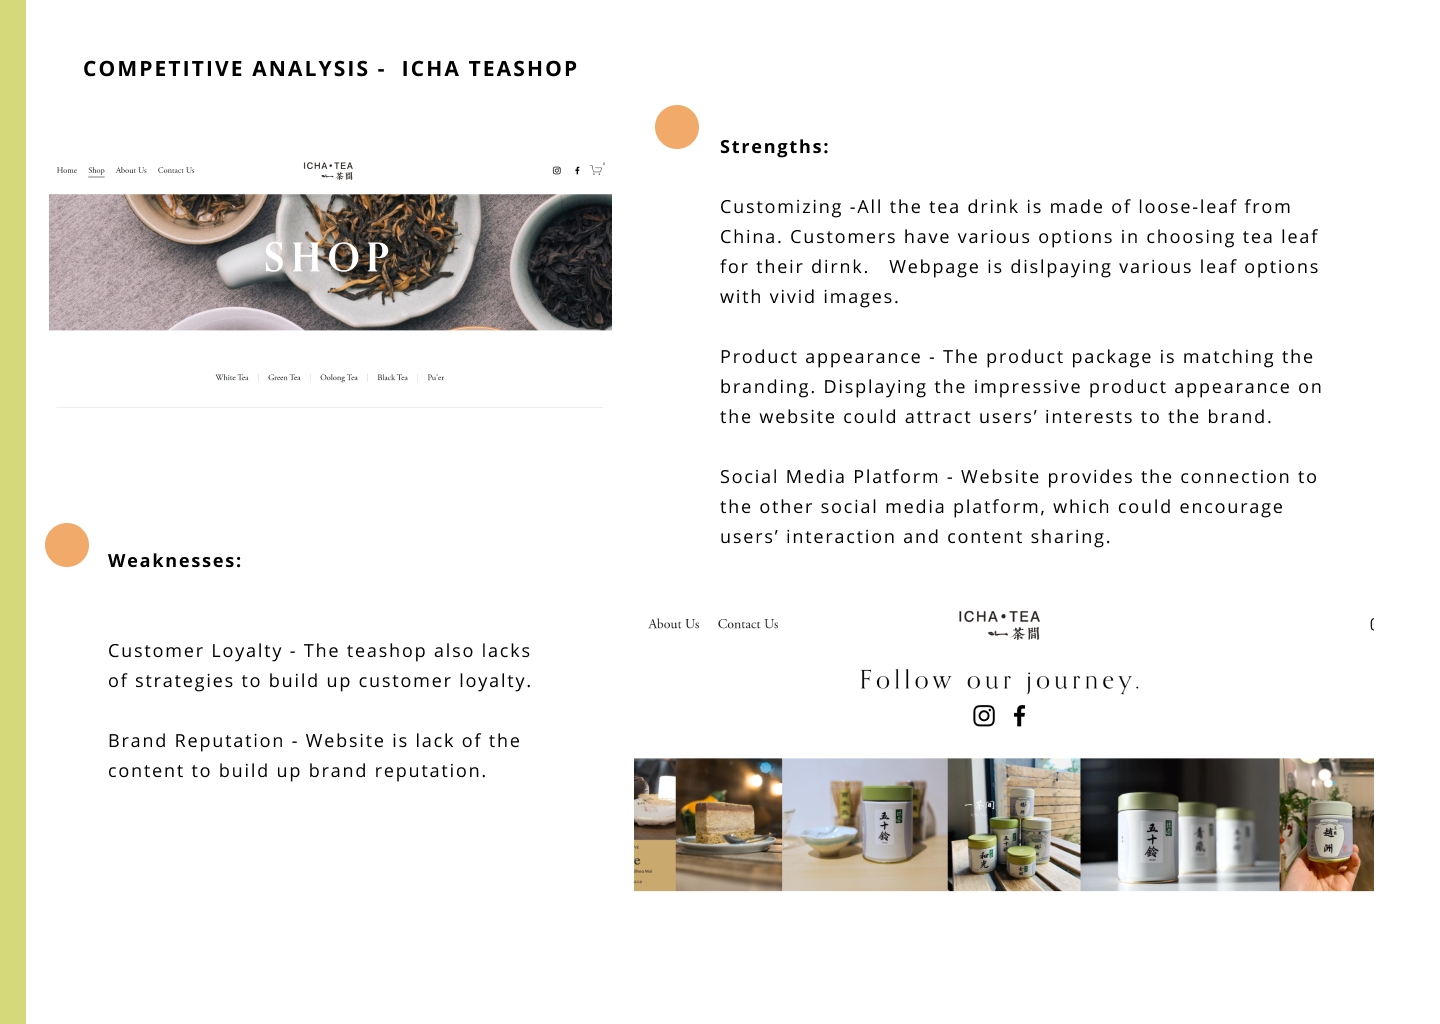 COMPETITIVE ANALYSIS - ICHA TEASHOP
Home Shop About Us Contact Us
ICHA•TEA
一茶間
SHOP
White Tea | Green Tea | Oolong Tea | Black Tea | Pu'er
Weaknesses:
Customer Loyalty - The teashop also lacks
of strategies to build up customer loyalty.
Brand Reputation - Website is lack of the
content to build up brand reputation.
Strengths:
Customizing -All the tea drink is made of loose-leaf from
China. Customers have various options in choosing tea leaf
for their dirnk. Webpage is dislpaying various leaf options
with vivid images.
Product appearance - The product package is matching the
branding. Displaying the impressive product appearance on
the website could attract users’ interests to the brand.
Social Media Platform - Website provides the connection to
the other social media platform, which could encourage
users’ interaction and content sharing.
About Us Contact Us
ICHA•TEA
一茶間
Follow our journey.
五十鈴
一茶間
和光
五十鈴
青嵐